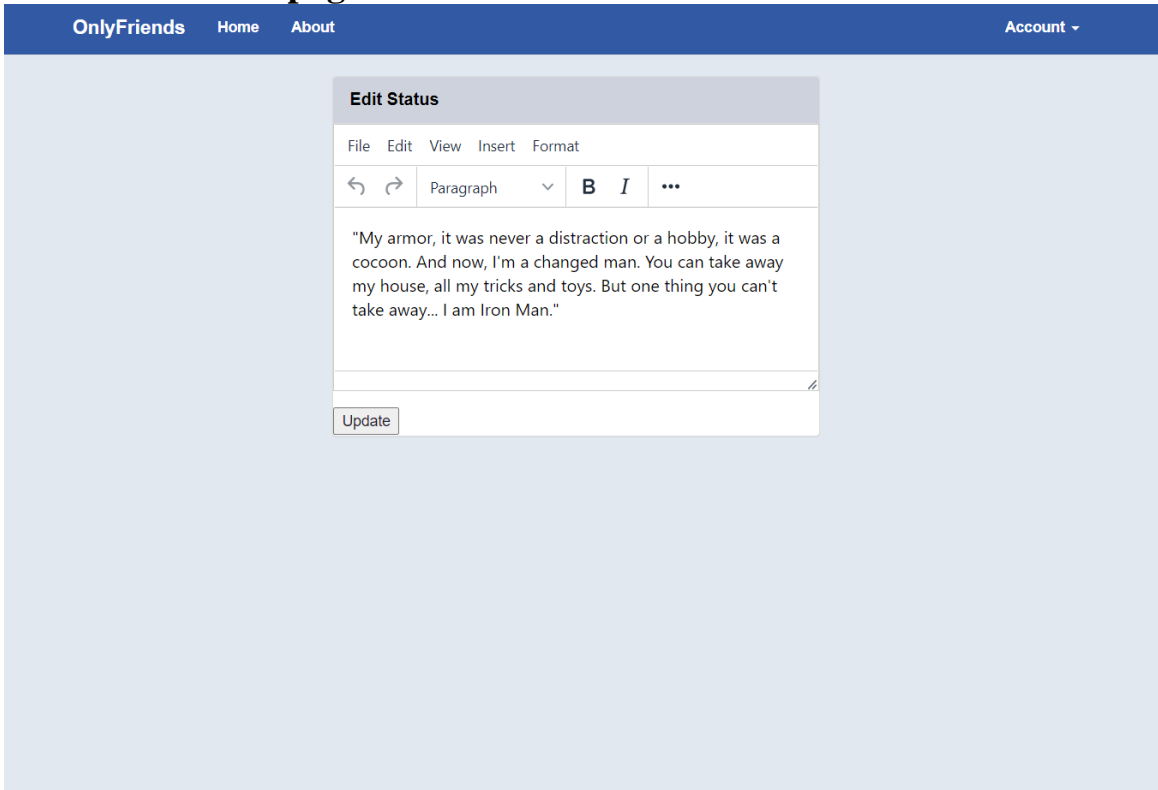 OnlyFriends Home About Account
Edit Status
File Edit View Insert Format
Paragraph B I ...
"My armor, it was never a distraction or a hobby, it was a
cocoon. And now, I'm a changed man. You can take away
my house, all my tricks and toys. But one thing you can't
take away... I am Iron Man."
Update